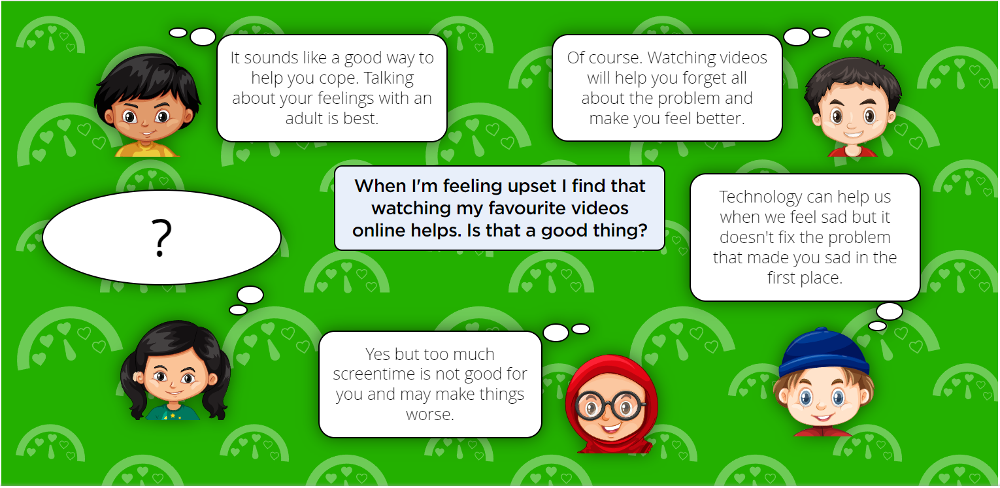 It sounds like a good way to
help you cope. Talking
about your feelings with an
adult is best.
Of course. Watching videos
will help you forget all
about the problem and
make you feel better.
When I'm feeling upset I find that
watching my favourite videos
online helps. Is that a good thing?
?
Technology can help us
when we feel sad but it
doesn't fix the problem
that made you sad in the
first place.
Yes but too much
screentime is not good for
you and may make things
worse.